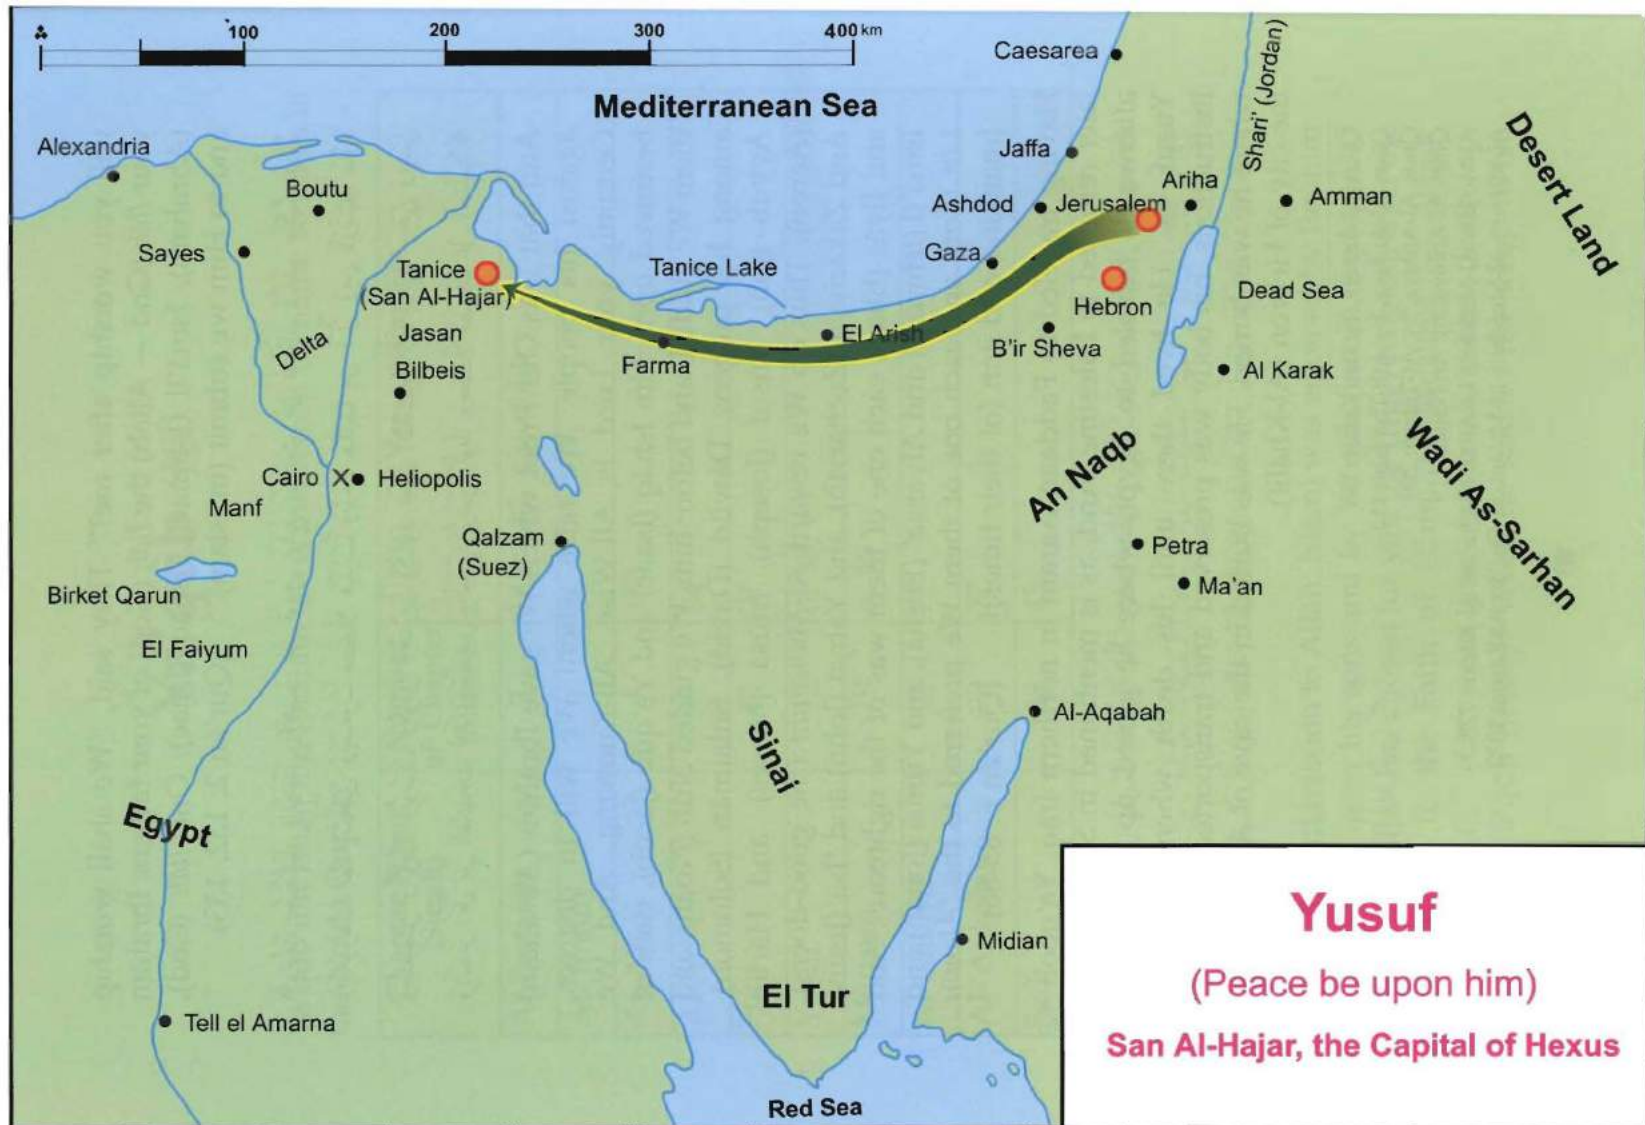 100 200 300 400 km
Mediterranean Sea
Caesarea
Shari' (Jordan)
Desert Land
Alexandria
Boutu
Sayes
Jaffa
Ariha
Ashdod
Jerusalem
Amman
Gaza
Tanice
(San Al-Hajar)
Tanice Lake
Dead Sea
Hebron
Jasan
Delta
Bilbeis
Farma
El Arish
B'ir Sheva
Al Karak
Wadi As-Sarhan
An Naqb
Cairo X
Heliopolis
Manf
Qalzam
(Suez)
Petra
Ma'an
Birket Qarun
El Faiyum
Al-Aqabah
Sinai
Egypt
Midian
El Tur
Tell el Amarna
Red Sea
Yusuf
(Peace be upon him)
San Al-Hajar, the Capital of Hexus